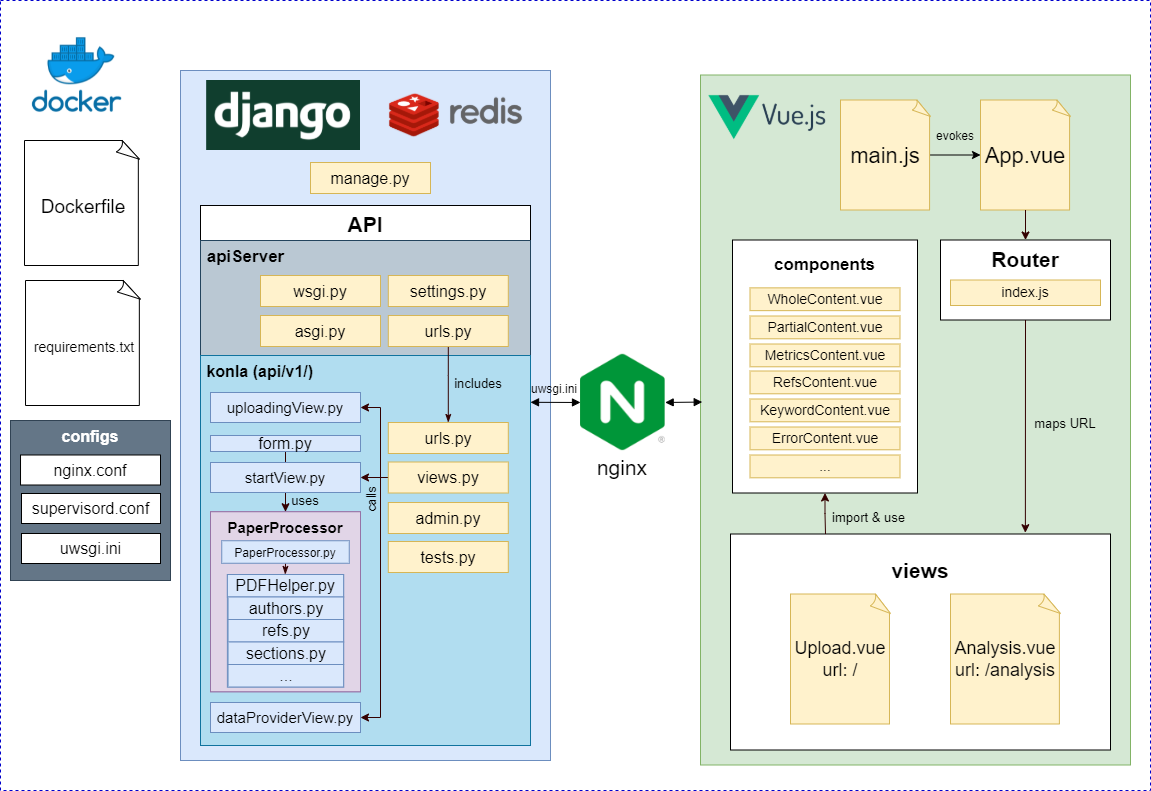 docker
Dockerfile
requirements.txt
configs
nginx.conf
supervisord.conf
uwsgi.ini
django
redis
manage.py
API
apiServer
wsgi.py
settings.py
asgi.py
urls.py
konla (api/v1/)
includes
uploadingView.py
form.py
startView.py
uses
calls
urls.py
views.py
admin.py
tests.py
PaperProcessor
PaperProcessor.py
PDFHelper.py
authors.py
refs.py
sections.py
...
dataProviderView.py
uwsgi.ini
N
®
nginx
Vue.js
main.js
evokes
App.vue
components
WholeContent.vue
PartialContent.vue
MetricsContent.vue
RefsContent.vue
KeywordContent.vue
ErrorContent.vue
...
Router
index.js
maps URL
import & use
views
Upload.vue
url: /
Analysis.vue
url: /analysis